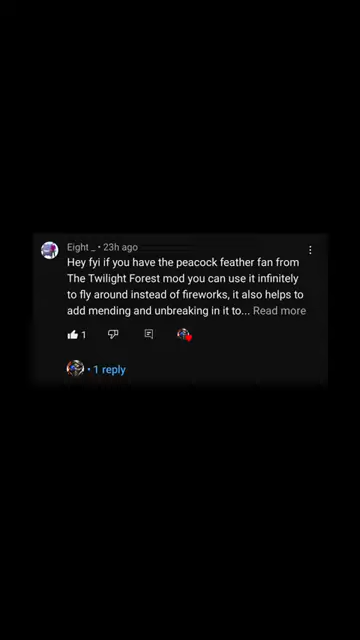 Eight _ • 23h ago
Hey fyi if you have the peacock feather fan from
The Twilight Forest mod you can use it infinitely
to fly around instead of fireworks, it also helps to
add mending and unbreaking in it to... Read more
1
• 1 reply